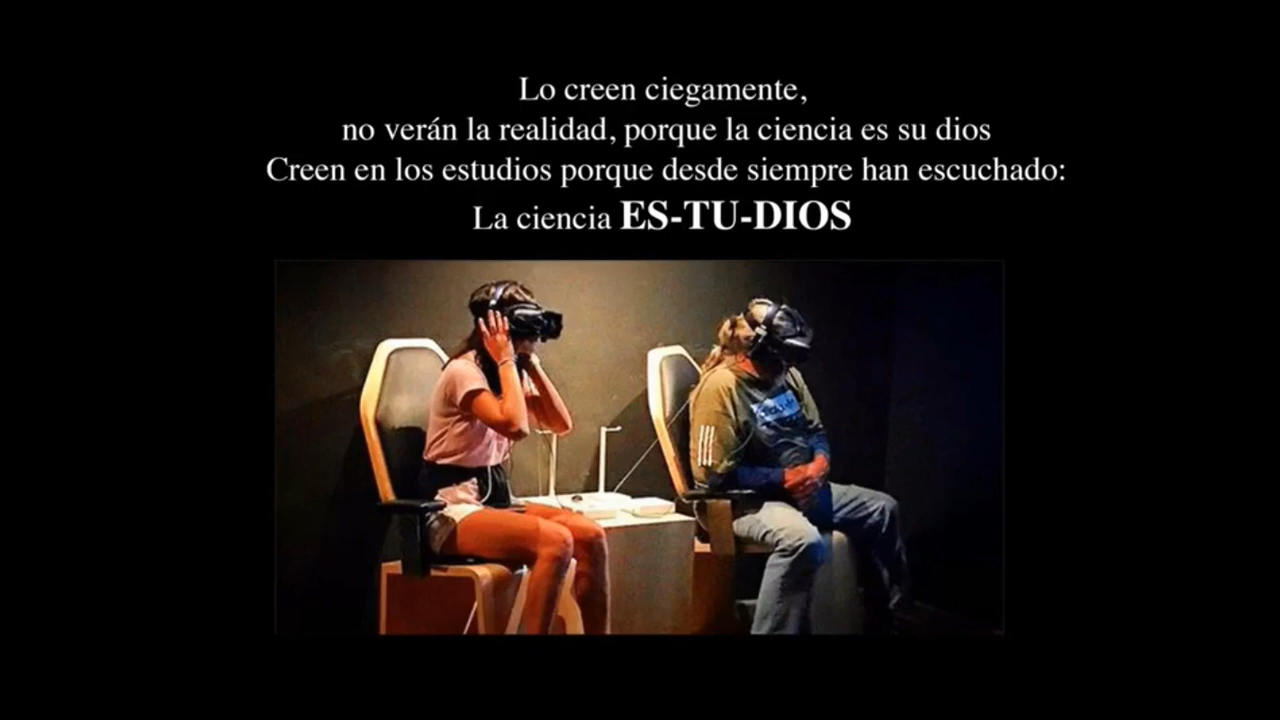 Lo creen ciegamente,
no verán la realidad, porque la ciencia es su dios
Creen en los estudios porque desde siempre han escuchado:
La ciencia ES-TU-DIOS